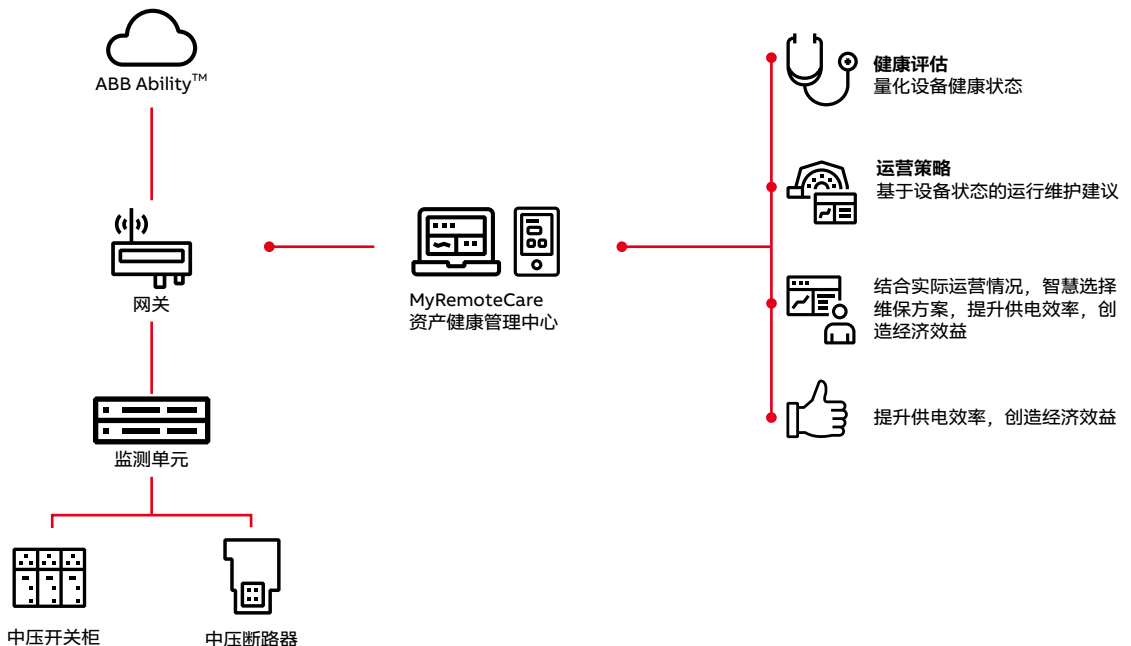 ABB Ability™
网关
监测单元
中压开关柜
中压断路器
MyRemoteCare
资产健康管理中心
健康评估
量化设备健康状态
运营策略
基于设备状态的运行维护建议
结合实际运营情况，智慧选择
维保方案，提升供电效率，创
造经济效益
提升供电效率，创造经济效益